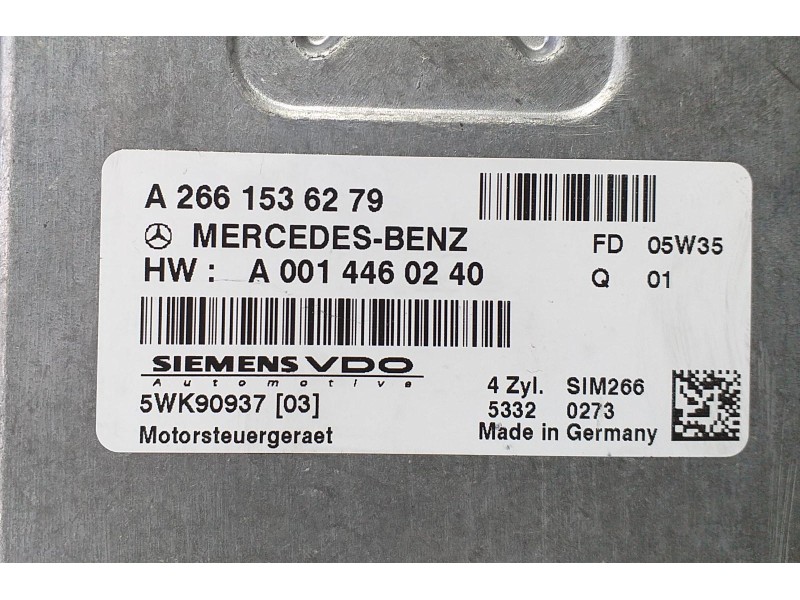 A 266 153 62 79
MERCEDES-BENZ
FD 05W35
HW : A 001 446 02 40
Q 01
SIEMENS VDO
Automotive
4 Zyl. SIM266
5WK90937 [03]
5332 0273
Motorsteuergeraet
Made in Germany